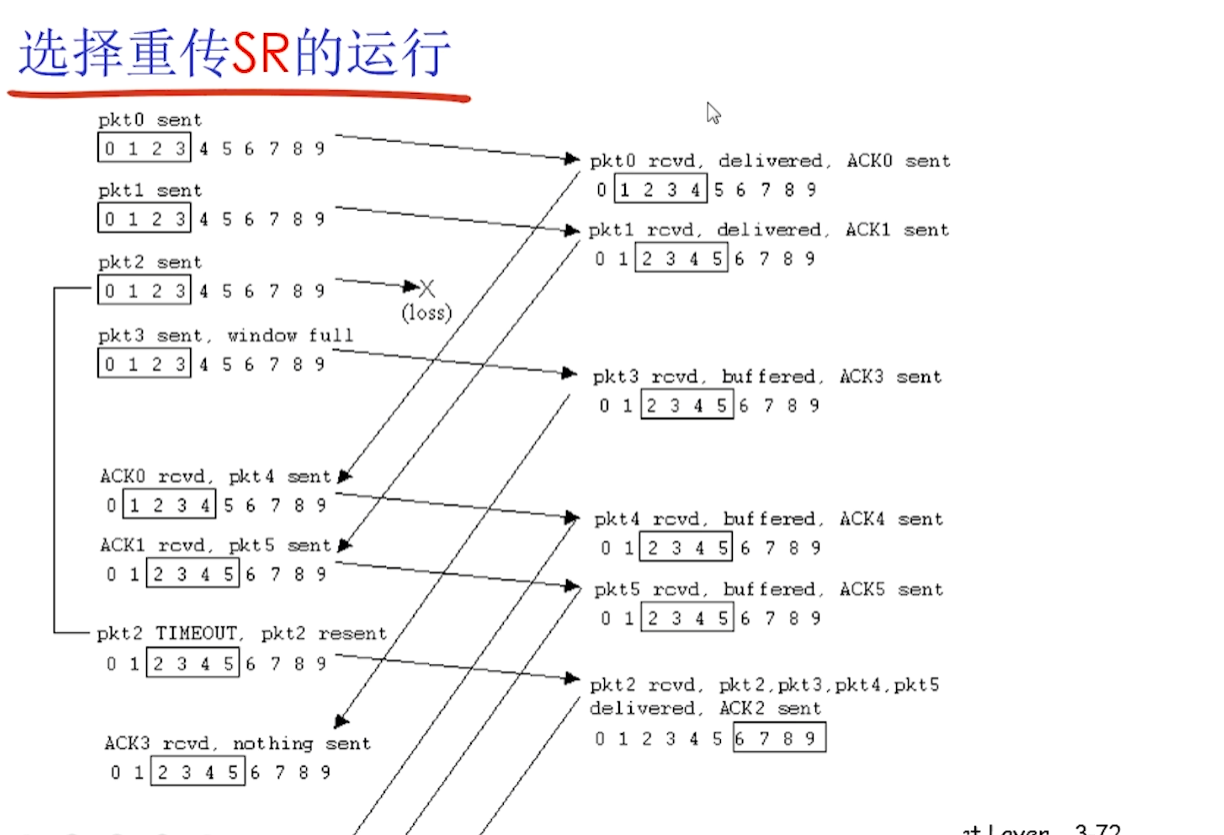 选择重传SR的运行
pkt0 sent
0 1 2 3 4 5 6 7 8 9
pkt1 sent
0 1 2 3 4 5 6 7 8 9
pkt2 sent
0 1 2 3 4 5 6 7 8 9
pkt3 sent, window full
0 1 2 3 4 5 6 7 8 9
ACK0 rcvd, pkt4 sent
0 1 2 3 4 5 6 7 8 9
ACK1 rcvd, pkt5 sent
0 1 2 3 4 5 6 7 8 9
pkt2 TIMEOUT, pkt2 resent
0 1 2 3 4 5 6 7 8 9
ACK3 rcvd, nothing sent
0 1 2 3 4 5 6 7 8 9
X
(loss)
pkt0 rcvd, delivered, ACK0 sent
0 1 2 3 4 5 6 7 8 9
pkt1 rcvd, delivered, ACK1 sent
0 1 2 3 4 5 6 7 8 9
pkt3 rcvd, buffered, ACK3 sent
0 1 2 3 4 5 6 7 8 9
pkt4 rcvd, buffered, ACK4 sent
0 1 2 3 4 5 6 7 8 9
pkt5 rcvd, buffered, ACK5 sent
0 1 2 3 4 5 6 7 8 9
pkt2 rcvd, pkt2,pkt3,pkt4,pkt5
delivered, ACK2 sent
0 1 2 3 4 5 6 7 8 9
Layer 3-72